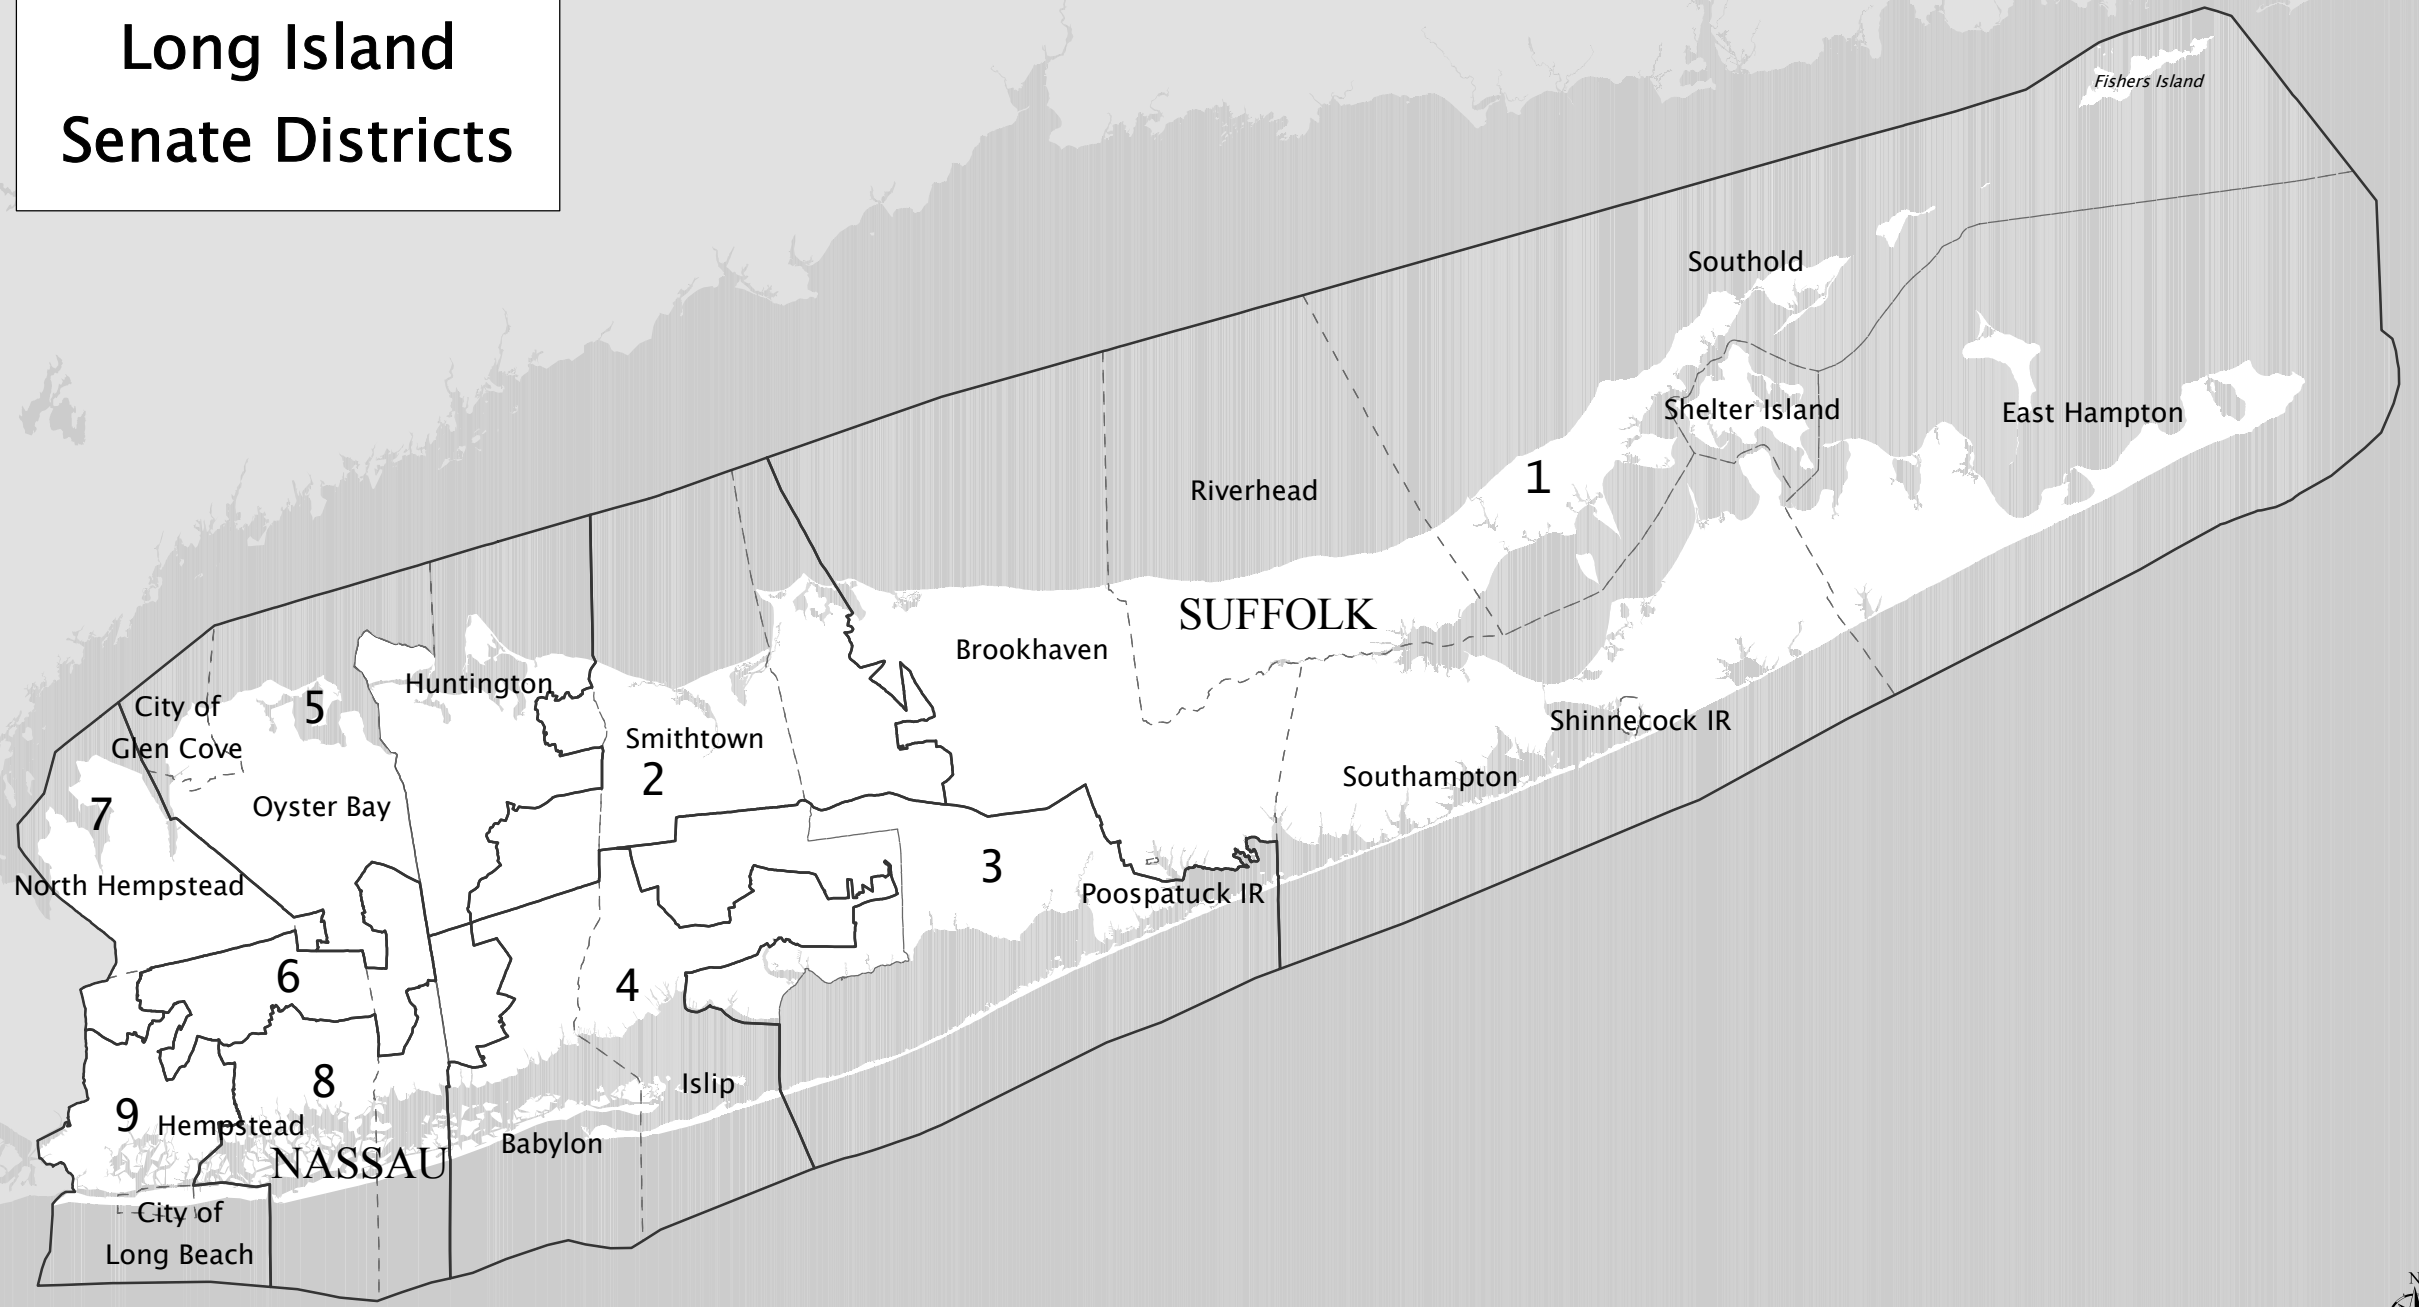 Long Island
Senate Districts
Fishers Island
Southold
Shelter Island
East Hampton
1
Riverhead
SUFFOLK
Brookhaven
Huntington
5
City of
Glen Cove
Shinnecock IR
Smithtown
2
Southampton
Oyster Bay
7
3
North Hempstead
Poospatuck IR
6
4
8
Islip
9
Hempstead
Babylon
NASSAU
City of
Long Beach
N